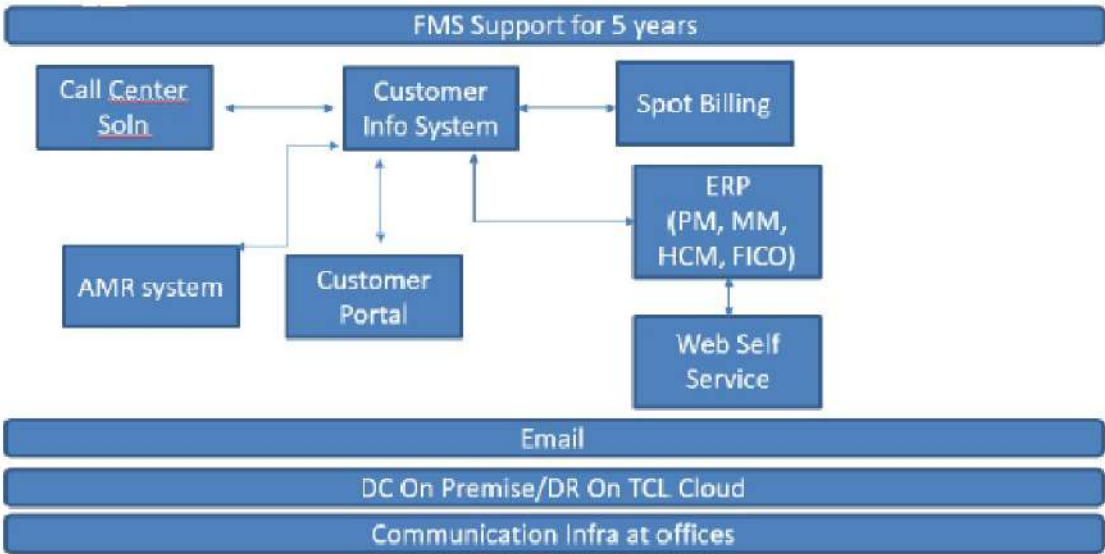 FMS Support for 5 years
Call Center
Soln
Customer
Info System
Spot Billing
ERP
(PM, MM,
HCM, FICO)
AMR system
Customer
Portal
Web Self
Service
Email
DC On Premise/DR On TCL Cloud
Communication Infra at offices